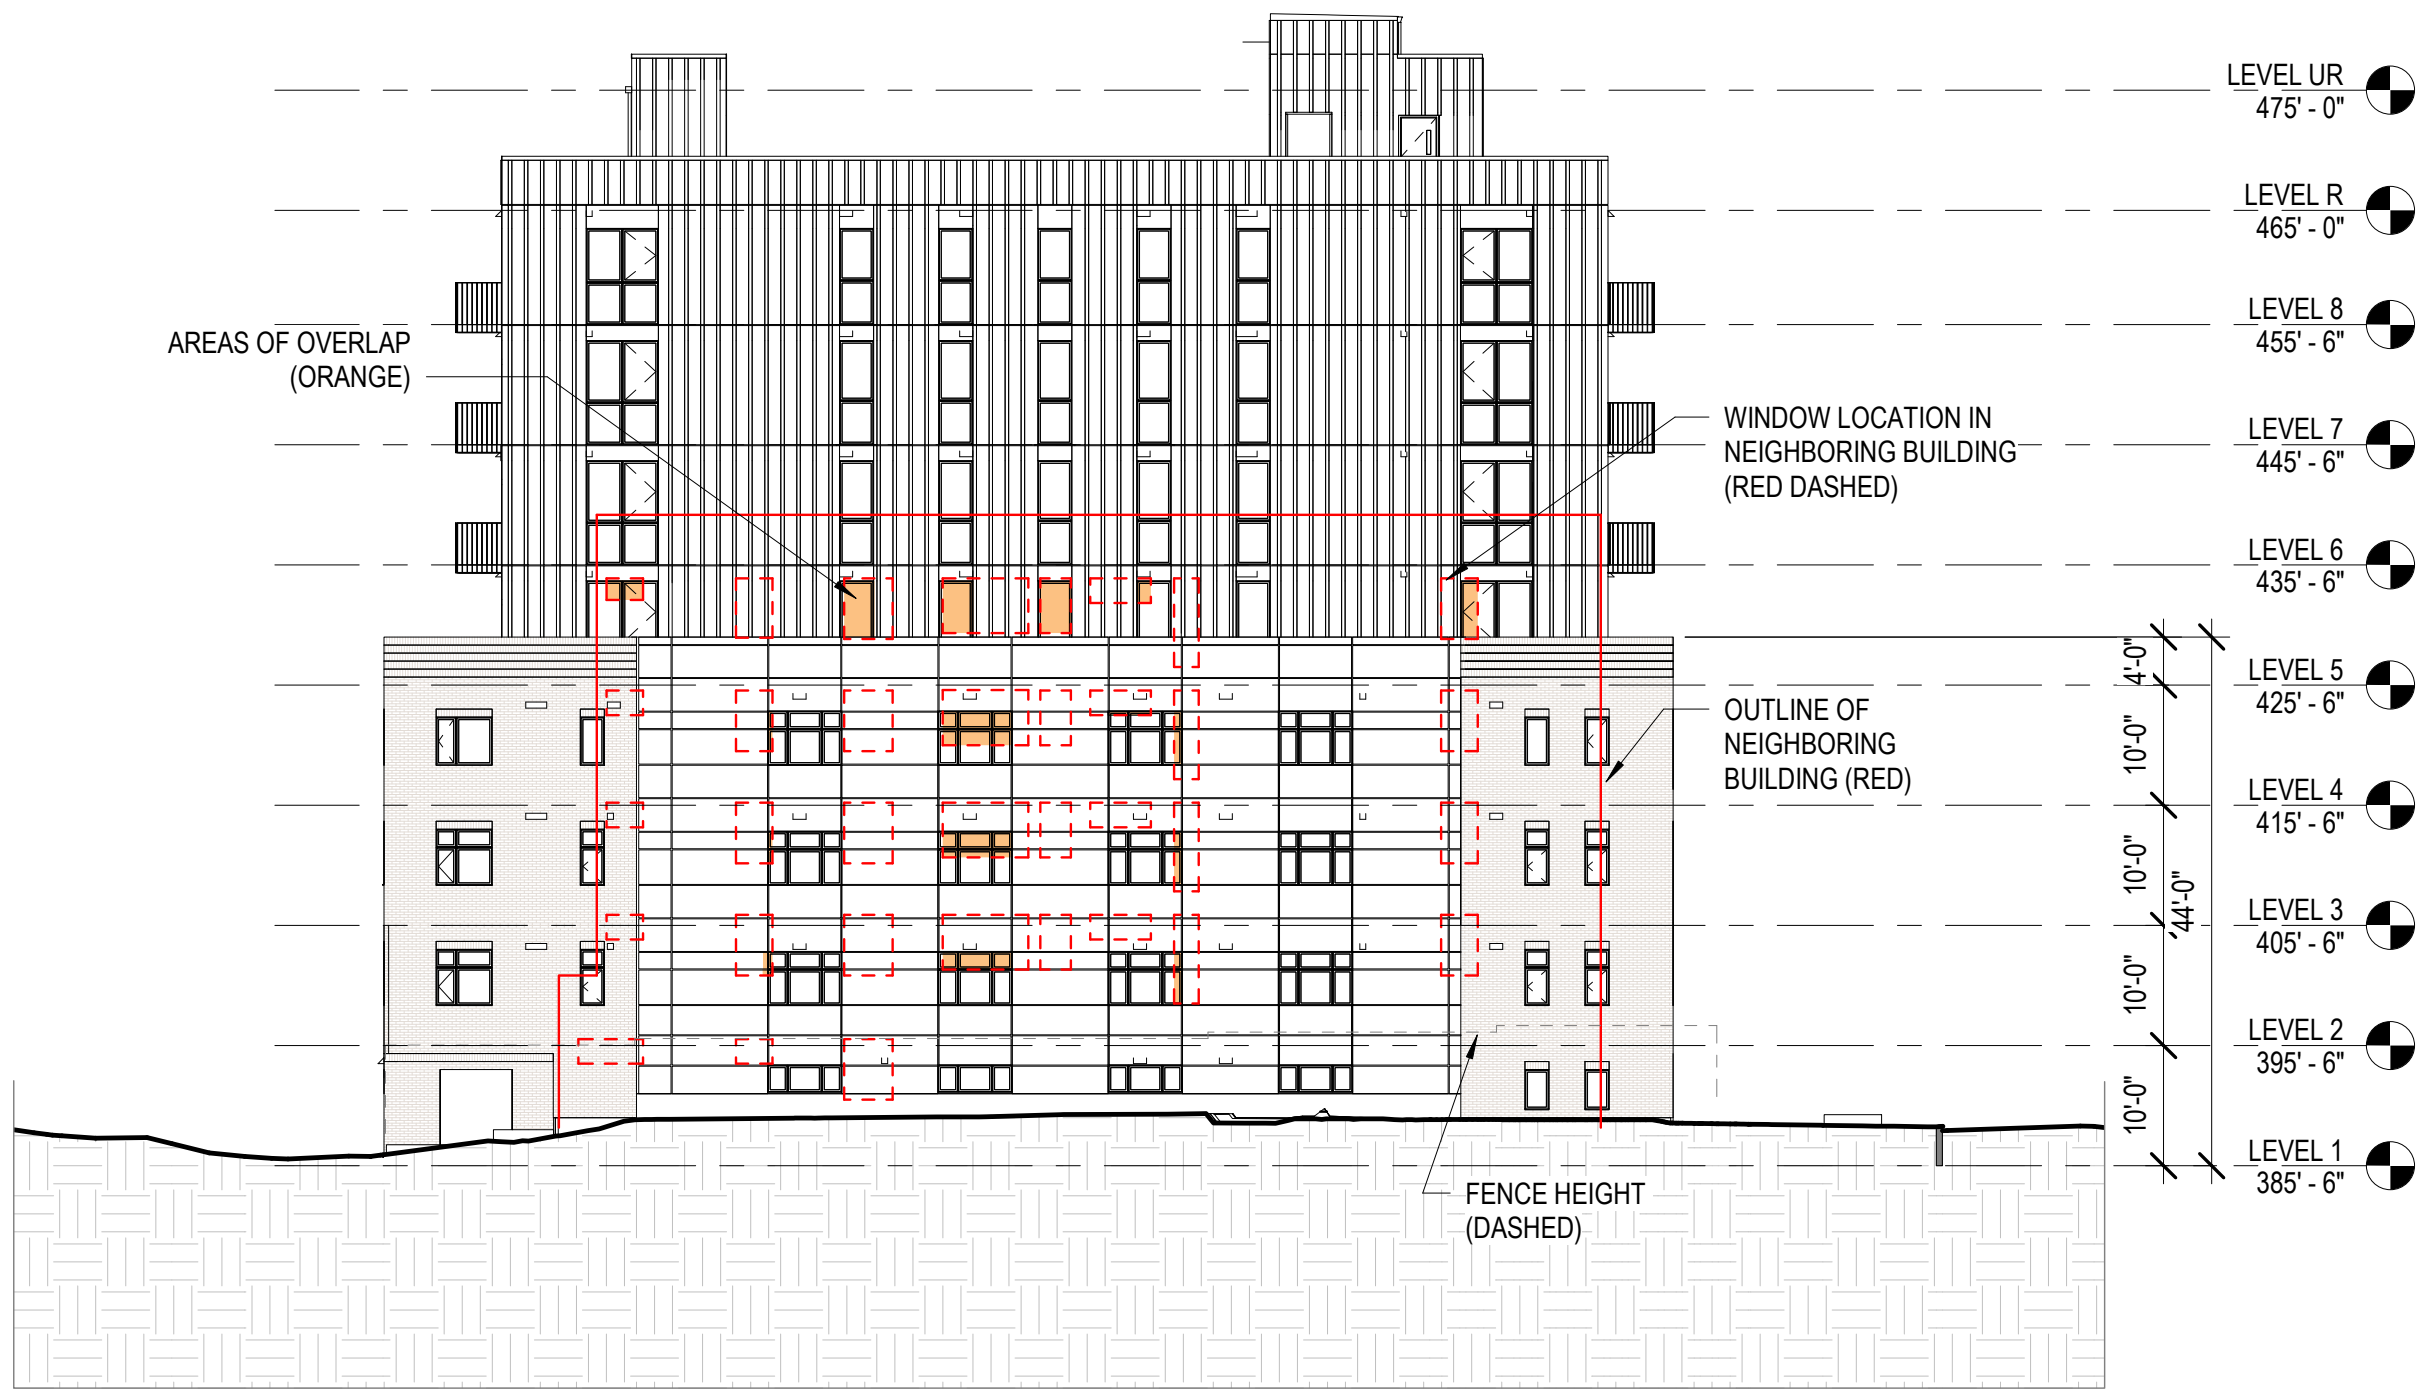 LEVEL UR
475' - 0"
LEVEL R
465' - 0"
LEVEL 8
455' - 6"
AREAS OF OVERLAP
(ORANGE)
WINDOW LOCATION IN
NEIGHBORING BUILDING
(RED DASHED)
LEVEL 7
445' - 6"
LEVEL 6
435' - 6"
4'-0"
LEVEL 5
425' - 6"
OUTLINE OF
NEIGHBORING
BUILDING (RED)
10'-0"
LEVEL 4
415' - 6"
10'-0"
44'-0"
LEVEL 3
405' - 6"
10'-0"
LEVEL 2
395' - 6"
10'-0"
LEVEL 1
385' - 6"
FENCE HEIGHT
(DASHED)